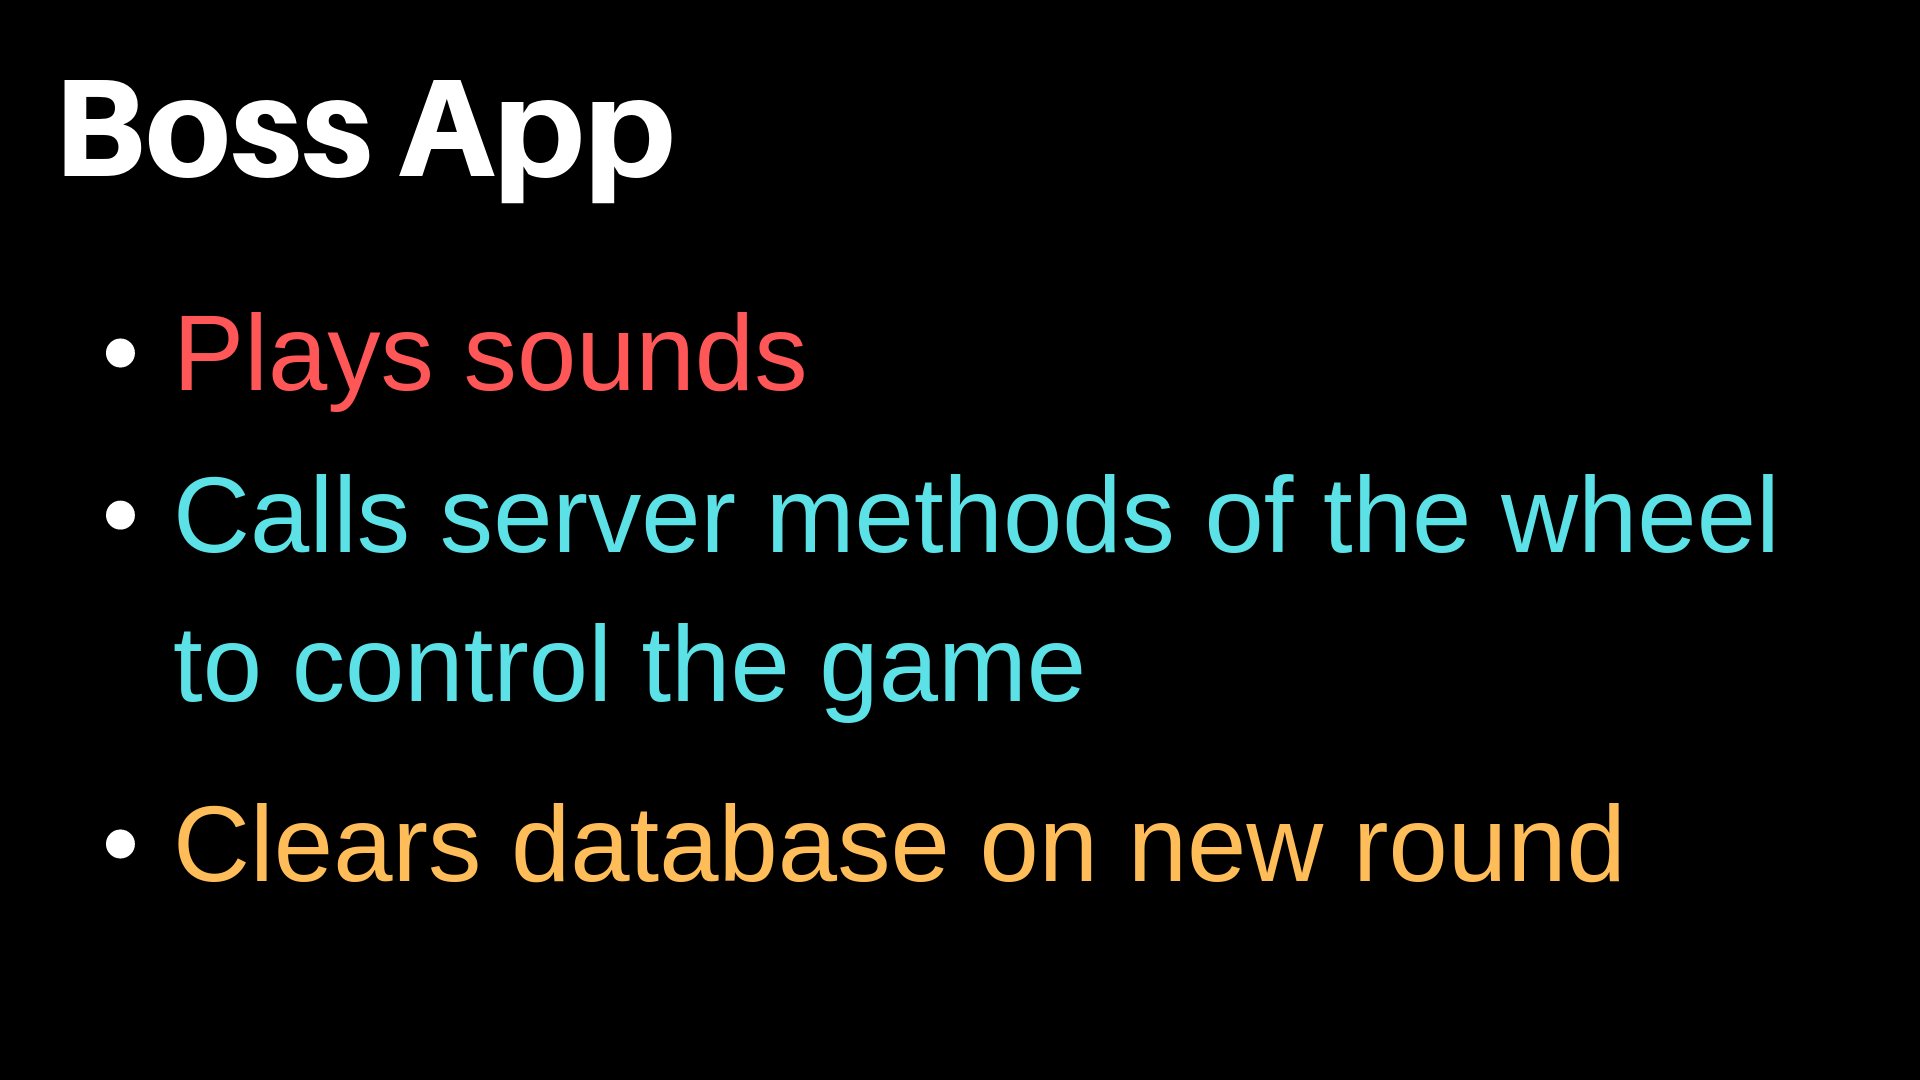 Boss App
• Plays sounds
• Calls server methods of the wheel
to control the game
• Clears database on new round